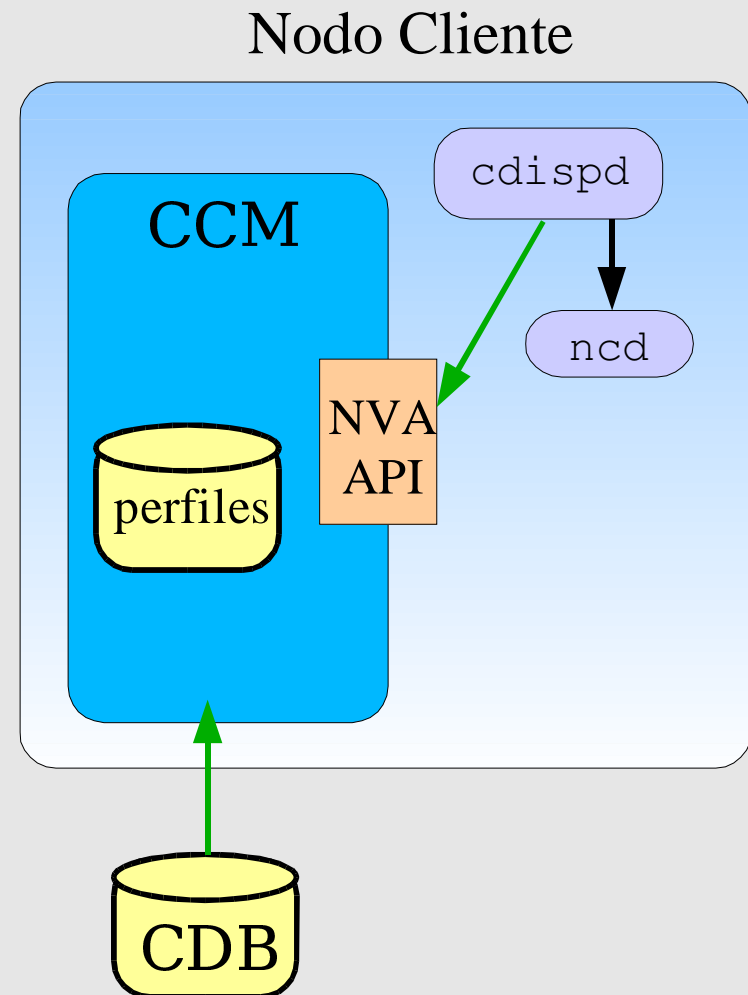 Nodo Cliente
cdispd
CCM
ncd
NVA
API
perfiles
CDB